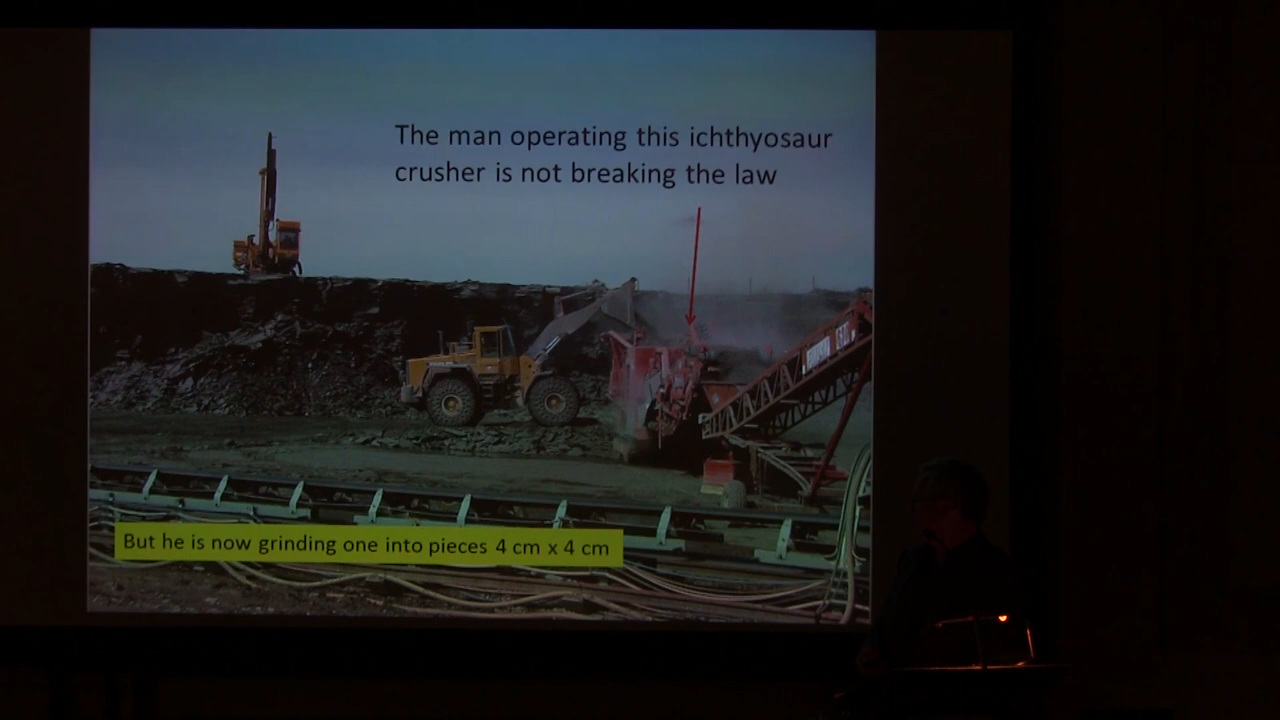 The man operating this ichthyosaur
crusher is not breaking the law
But he is now grinding one into pieces 4 cm x 4 cm